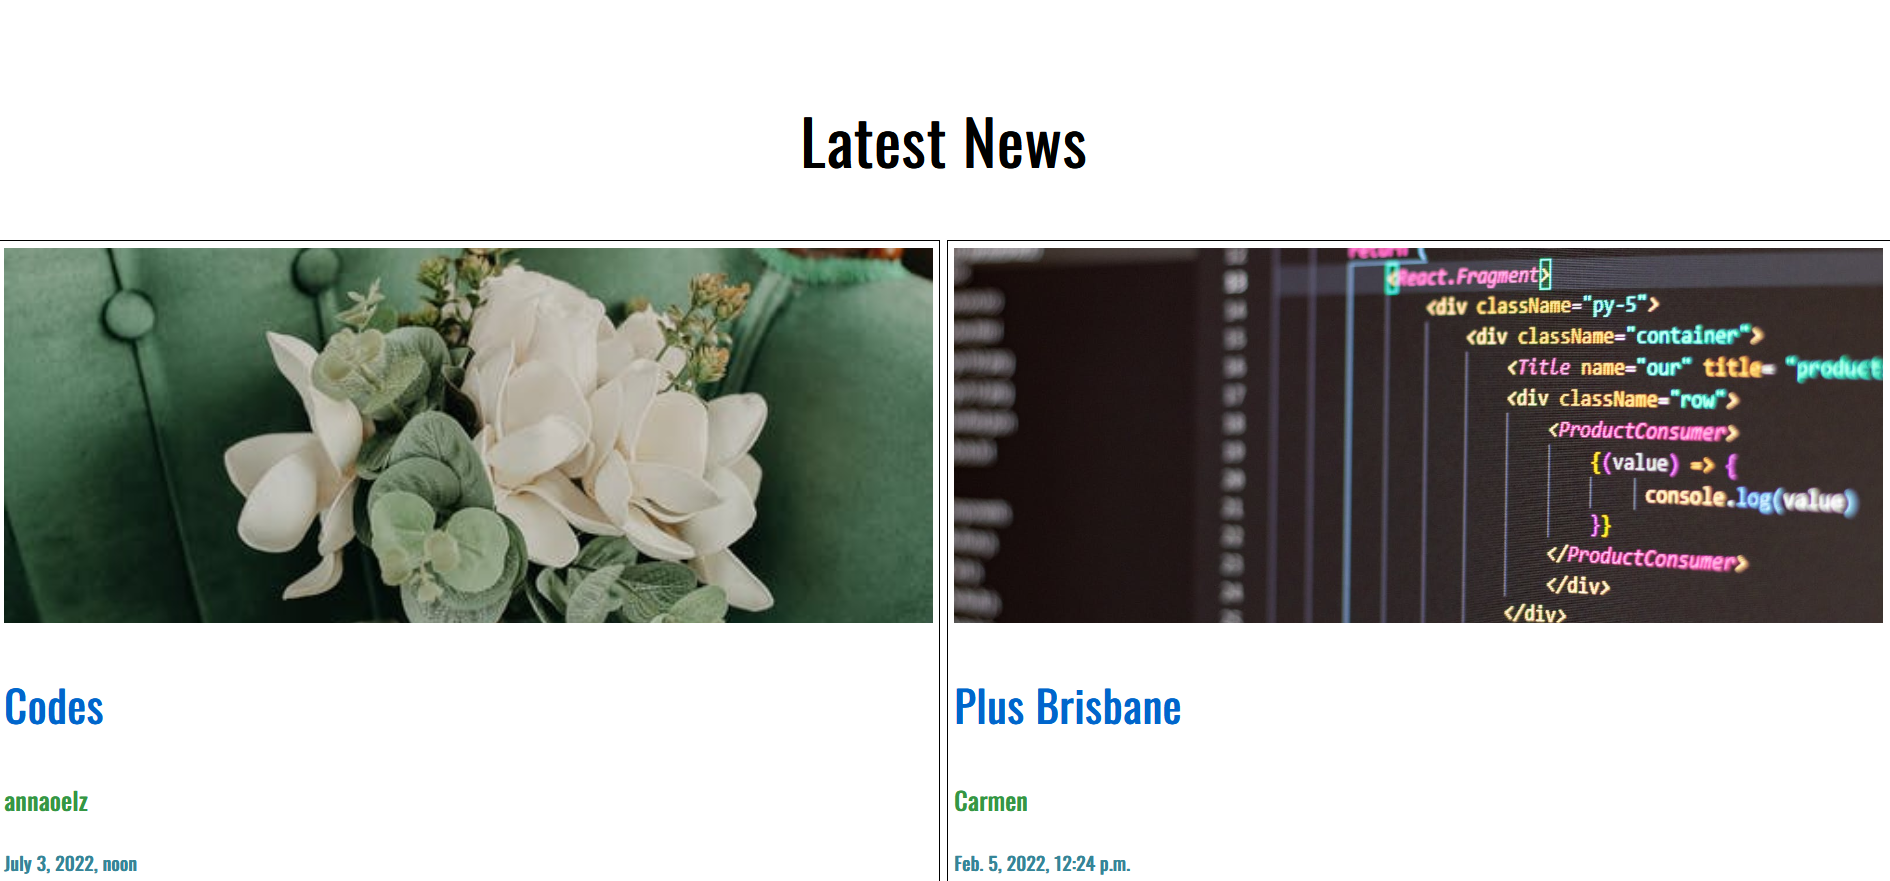 Latest News
return (
<React.Fragment>
<div className="py-5">
<div className="container">
<Title name="our" title= "product
<div className="row">
<ProductConsumer>
{(value) => {
console.log(value)
}}
</ProductConsumer>
</div>
</div>
Codes
Plus Brisbane
annaoelz
Carmen
July 3, 2022, noon
Feb. 5, 2022, 12:24 p.m.